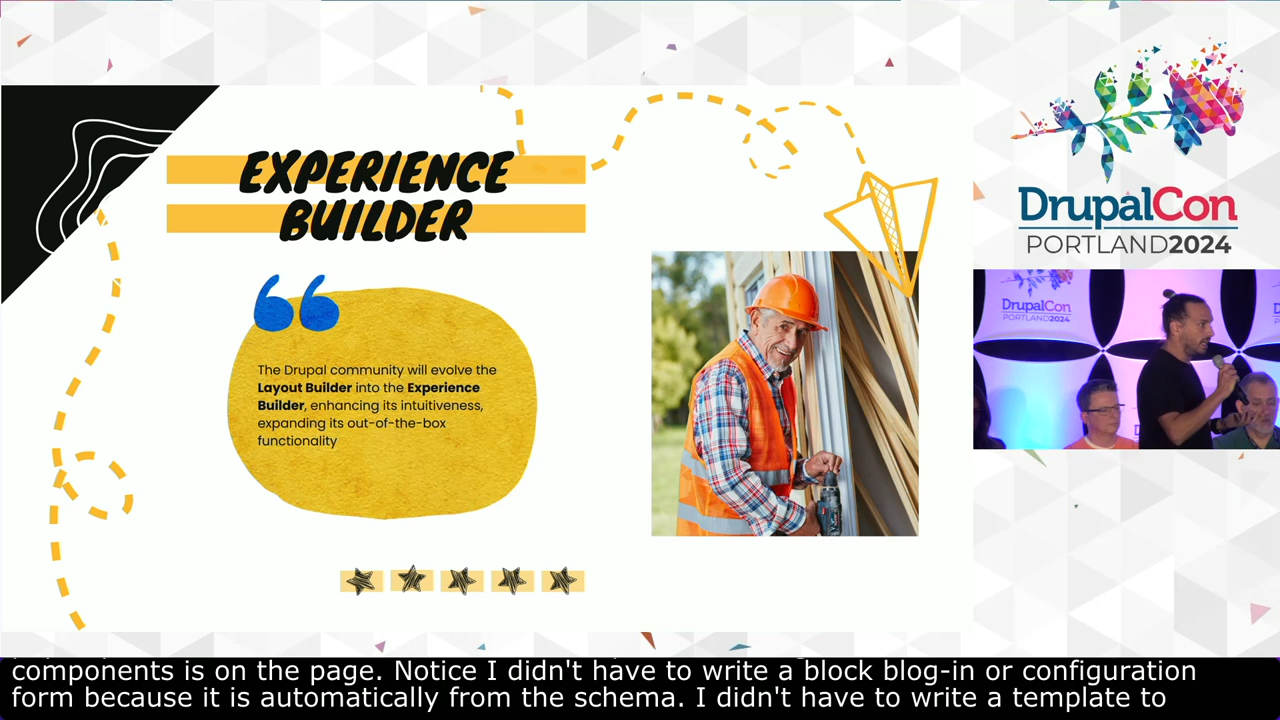 EXPERIENCE
BUILDER
The Drupal community will evolve the
Layout Builder into the Experience
Builder, enhancing its intuitiveness,
expanding its out-of-the-box
functionality
DrupalCon
PORTLAND2024
DrupalCon
PORTLAND2024
components is on the page. Notice I didn't have to write a block blog-in or configuration
form because it is automatically from the schema. I didn't have to write a template to